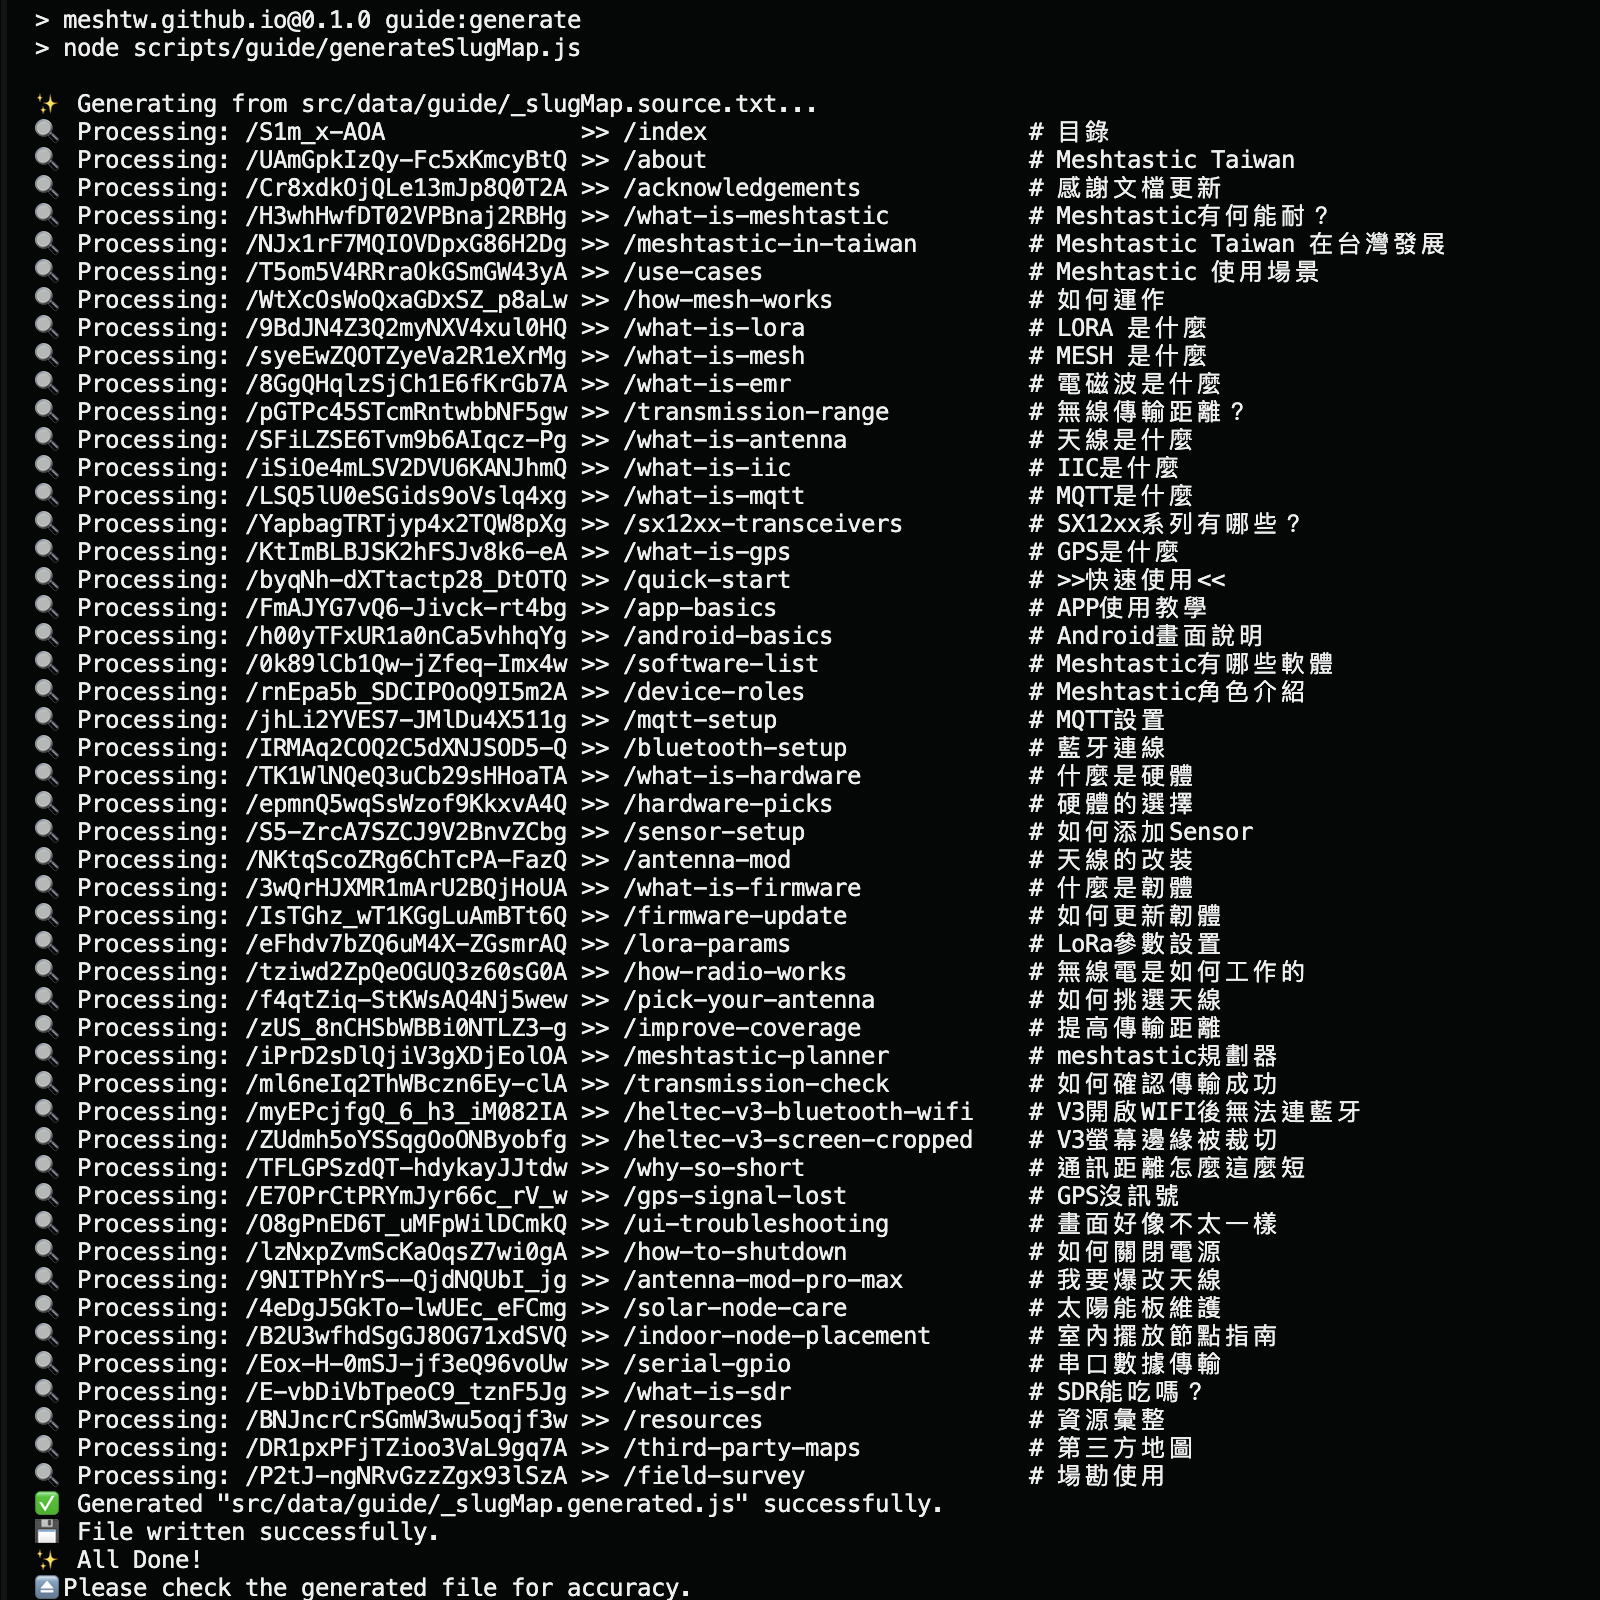 > meshtw.github.io@0.1.0 guide:generate
> node scripts/guide/generateSlugMap.js
✨ Generating from src/data/guide/_slugMap.source.txt...
🔍 Processing: /S1m_x-AOA              >> /index                       # 目錄
🔍 Processing: /UAmGpkIzQy-Fc5xKmcyBtQ >> /about                       # Meshtastic Taiwan
🔍 Processing: /Cr8xdkOjQLe13mJp8Q0T2A >> /acknowledgements            # 感謝文檔更新
🔍 Processing: /H3whHwfDT02VPBnaj2RBHg >> /what-is-meshtastic          # Meshtastic有何能耐？
🔍 Processing: /NJx1rF7MQIOVDpxG86H2Dg >> /meshtastic-in-taiwan        # Meshtastic Taiwan 在台灣發展
🔍 Processing: /T5om5V4RRraOkGSmGW43yA >> /use-cases                   # Meshtastic 使用場景
🔍 Processing: /WtXcOsWoQxaGDxSZ_p8aLw >> /how-mesh-works              # 如何運作
🔍 Processing: /9BdJN4Z3Q2myNXV4xul0HQ >> /what-is-lora                # LORA 是什麼
🔍 Processing: /syeEwZQOTZyeVa2R1eXrMg >> /what-is-mesh                # MESH 是什麼
🔍 Processing: /8GgQHqlzSjCh1E6fKrGb7A >> /what-is-emr                 # 電磁波是什麼
🔍 Processing: /pGTPc45STcmRntwbbNF5gw >> /transmission-range          # 無線傳輸距離？
🔍 Processing: /SFiLZSE6Tvm9b6AIqcz-Pg >> /what-is-antenna             # 天線是什麼
🔍 Processing: /iSiOe4mLSV2DVU6KANJhmQ >> /what-is-iic                 # IIC是什麼
🔍 Processing: /LSQ5lU0eSGids9oVslq4xg >> /what-is-mqtt                # MQTT是什麼
🔍 Processing: /YapbagTRTjyp4x2TQW8pXg >> /sx12xx-transceivers         # SX12xx系列有哪些？
🔍 Processing: /KtImBLBJSK2hFSJv8k6-eA >> /what-is-gps                 # GPS是什麼
🔍 Processing: /byqNh-dXTtactp28_DtOTQ >> /quick-start                 # >>快速使用<<
🔍 Processing: /FmAJYG7vQ6-Jivck-rt4bg >> /app-basics                  # APP使用教學
🔍 Processing: /h00yTFxUR1a0nCa5vhhqYg >> /android-basics              # Android畫面說明
🔍 Processing: /0k89lCb1Qw-jZfeq-Imx4w >> /software-list               # Meshtastic有哪些軟體
🔍 Processing: /rnEpa5b_SDCIPOoQ9I5m2A >> /device-roles                # Meshtastic角色介紹
🔍 Processing: /jhLi2YVES7-JMlDu4X511g >> /mqtt-setup                  # MQTT設置
🔍 Processing: /IRMAq2COQ2C5dXNJSOD5-Q >> /bluetooth-setup             # 藍牙連線
🔍 Processing: /TK1WlNQeQ3uCb29sHHoaTA >> /what-is-hardware            # 什麼是硬體
🔍 Processing: /epmnQ5wqSsWzof9KkxvA4Q >> /hardware-picks              # 硬體的選擇
🔍 Processing: /S5-ZrcA7SZCJ9V2BnvZCbg >> /sensor-setup                # 如何添加Sensor
🔍 Processing: /NKtqScoZRg6ChTcPA-FazQ >> /antenna-mod                 # 天線的改裝
🔍 Processing: /3wQrHJXMR1mArU2BQjHoUA >> /what-is-firmware            # 什麼是韌體
🔍 Processing: /IsTGhz_wT1KGgLuAmBTt6Q >> /firmware-update             # 如何更新韌體
🔍 Processing: /eFhdv7bZQ6uM4X-ZGsmrAQ >> /lora-params                 # LoRa參數設置
🔍 Processing: /tziwd2ZpQeOGUQ3z60sG0A >> /how-radio-works             # 無線電是如何工作的
🔍 Processing: /f4qtZiq-StKWsAQ4Nj5wew >> /pick-your-antenna           # 如何挑選天線
🔍 Processing: /zUS_8nCHSbWBBi0NTLZ3-g >> /improve-coverage            # 提高傳輸距離
🔍 Processing: /iPrD2sDlQjiV3gXDjEolOA >> /meshtastic-planner          # meshtastic規劃器
🔍 Processing: /ml6neIq2ThWBczn6Ey-clA >> /transmission-check          # 如何確認傳輸成功
🔍 Processing: /myEPcjfgQ_6_h3_iM082IA >> /heltec-v3-bluetooth-wifi    # V3開啟WIFI後無法連藍牙
🔍 Processing: /ZUdmh5oYSSqgOoONByobfg >> /heltec-v3-screen-cropped    # V3螢幕邊緣被裁切
🔍 Processing: /TFLGPSzdQT-hdykayJJtdw >> /why-so-short                # 通訊距離怎麼這麼短
🔍 Processing: /E7OPrCtPRYmJyr66c_rV_w >> /gps-signal-lost             # GPS沒訊號
🔍 Processing: /O8gPnED6T_uMFpWilDCmkQ >> /ui-troubleshooting          # 畫面好像不太一樣
🔍 Processing: /lzNxpZvmScKaOqsZ7wi0gA >> /how-to-shutdown             # 如何關閉電源
🔍 Processing: /9NITPhYrS--QjdNQUbI_jg >> /antenna-mod-pro-max         # 我要爆改天線
🔍 Processing: /4eDgJ5GkTo-lwUEc_eFCmg >> /solar-node-care             # 太陽能板維護
🔍 Processing: /B2U3wfhdSgGJ8OG71xdSVQ >> /indoor-node-placement       # 室內擺放節點指南
🔍 Processing: /Eox-H-0mSJ-jf3eQ96voUw >> /serial-gpio                 # 串口數據傳輸
🔍 Processing: /E-vbDiVbTpeoC9_tznF5Jg >> /what-is-sdr                 # SDR能吃嗎？
🔍 Processing: /BNJncrCrSGmW3wu5oqjf3w >> /resources                   # 資源彙整
🔍 Processing: /DR1pxPFjTZioo3VaL9gq7A >> /third-party-maps            # 第三方地圖
🔍 Processing: /P2tJ-ngNRvGzzZgx93lSzA >> /field-survey                # 場勘使用
✅ Generated "src/data/guide/_slugMap.generated.js" successfully.
💾 File written successfully.
✨ All Done!
⏏️Please check the generated file for accuracy.